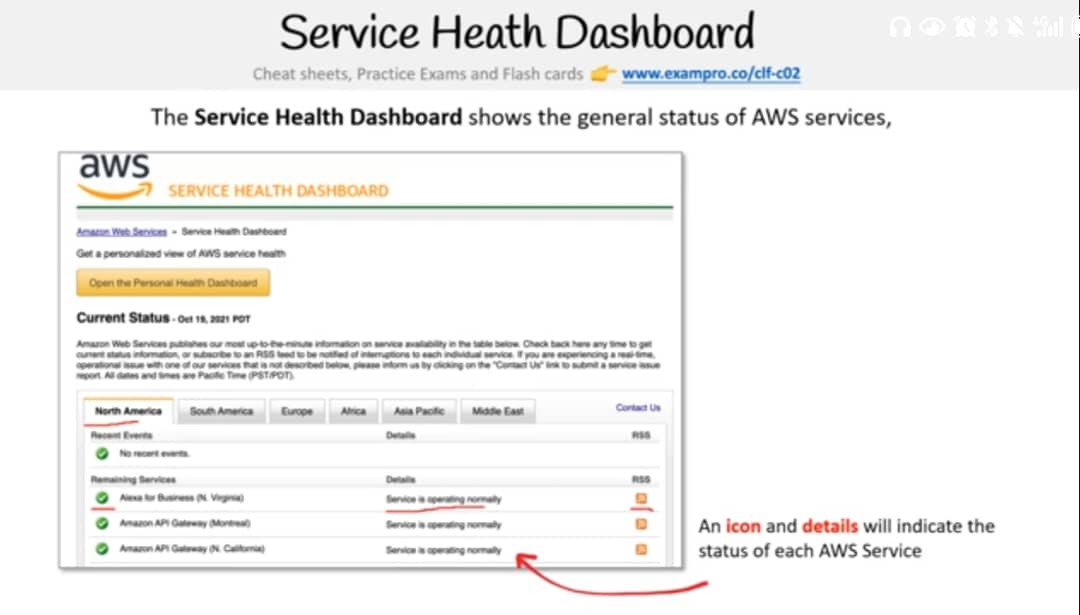 Service Heath Dashboard
Cheat sheets, Practice Exams and Flash cards 👉 www.exampro.co/clf-c02
The Service Health Dashboard shows the general status of AWS services,
aws
SERVICE HEALTH DASHBOARD
Amazon Web Services - Service Health Dashboard
Get a personalized view of AWS service health
Open the Personal Health Dashboard
Current Status - Oct 19, 2021 PDT
Amazon Web Services publishes our most up-to-the-minute information on service availability in the table below. Check back here any time to get
current status information, or subscribe to an RSS feed to be notified of interruptions to each individual service. If you are experiencing a real-time,
operational issue with one of our services that is not described below, please inform us by clicking on the "Contact Us" link to submit a service issue
report. All dates and times are Pacific Time (PST/PDT).
North America South America Europe Africa Asia Pacific Middle East Contact Us
Recent Events Details RSS
No recent events.
Remaining Services Details RSS
Alexa for Business (N. Virginia) Service is operating normally
Amazon API Gateway (Montreal) Service is operating normally
Amazon API Gateway (N. California) Service is operating normally
An icon and details will indicate the
status of each AWS Service